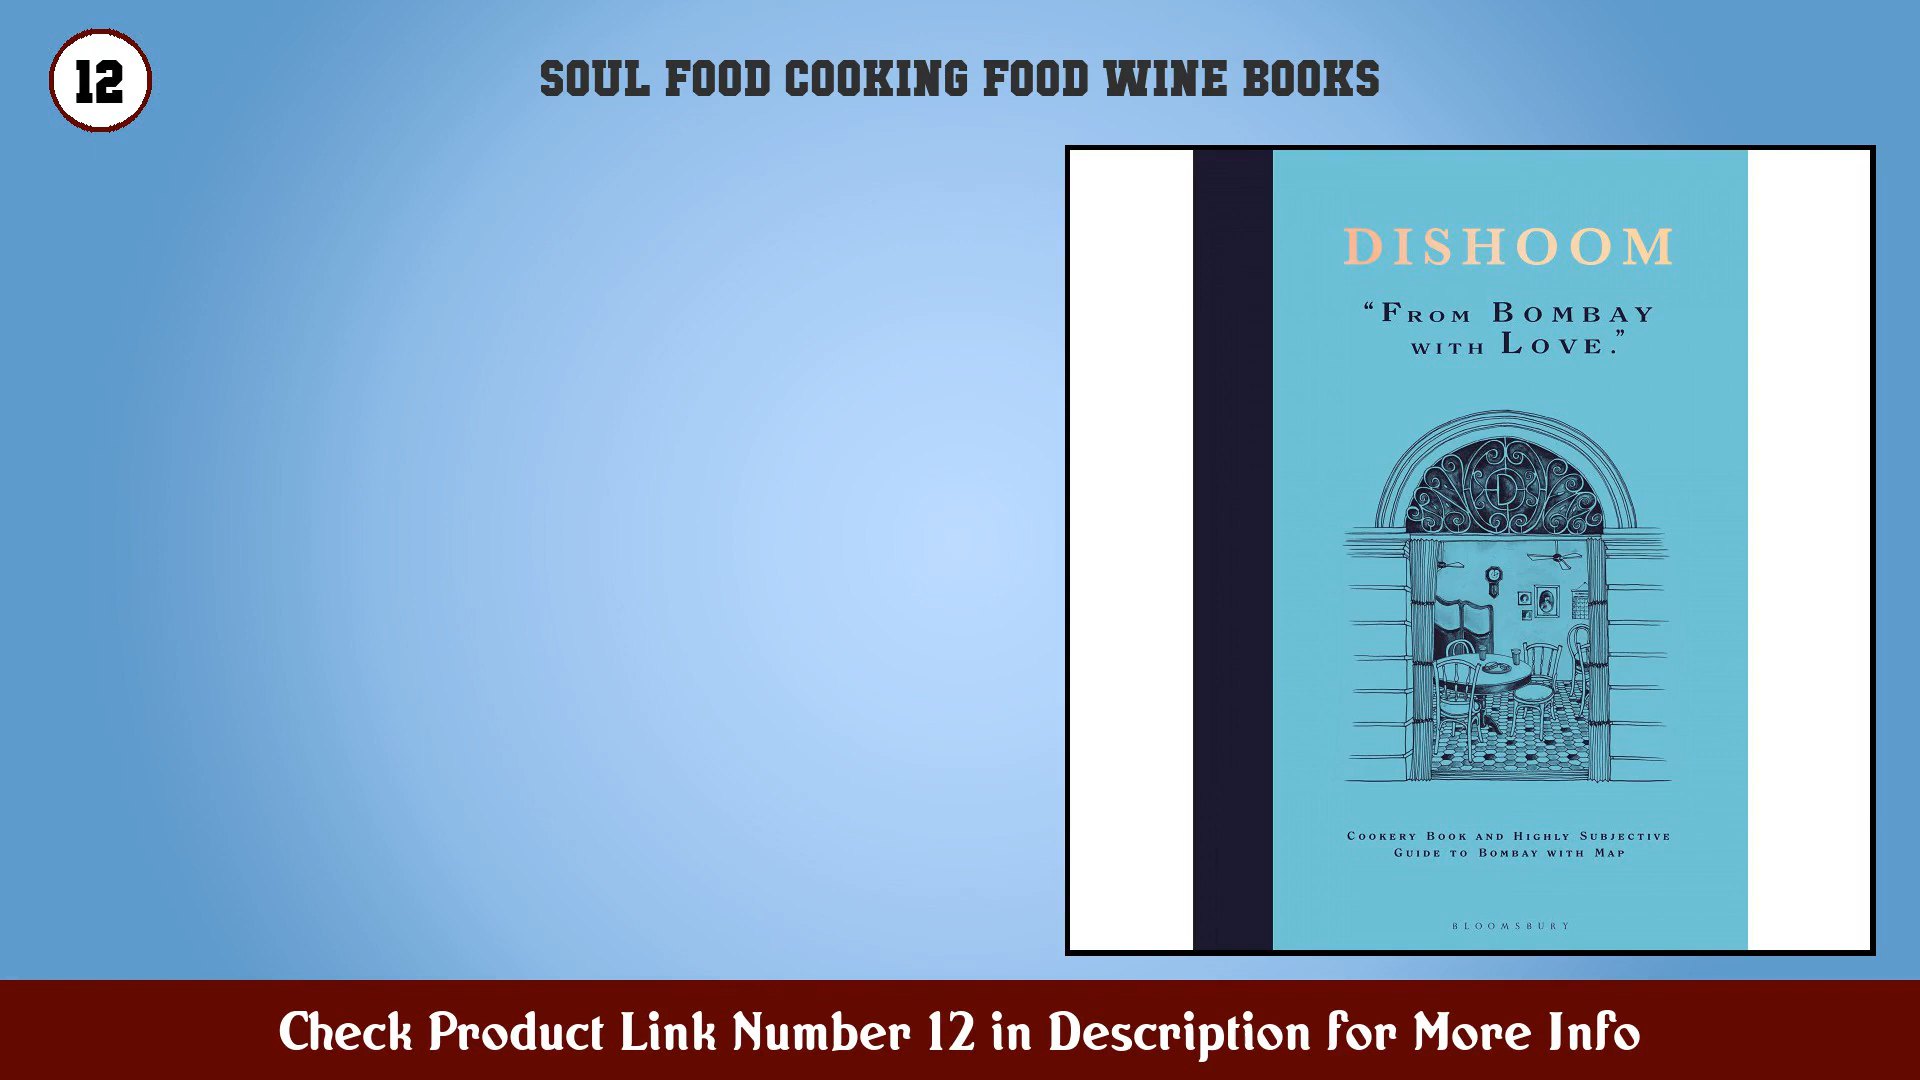 12
SOUL FOOD COOKING FOOD WINE BOOKS
DISHOOM
“FROM BOMBAY
WITH LOVE.”
D
COOKERY BOOK AND HIGHLY SUBJECTIVE
GUIDE TO BOMBAY WITH MAP
BLOOMSBURY
Check Product Link Number 12 in Description for More Info